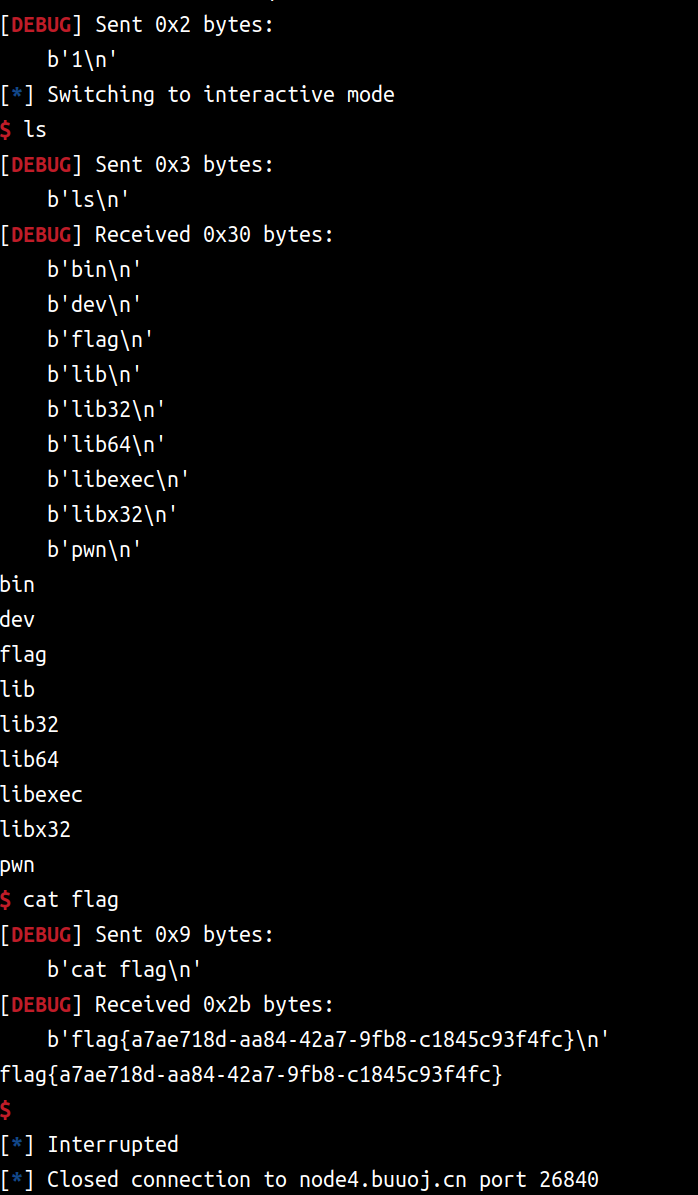 [DEBUG] Sent 0x2 bytes:
    b'1\n'
[*] Switching to interactive mode
$ ls
[DEBUG] Sent 0x3 bytes:
    b'ls\n'
[DEBUG] Received 0x30 bytes:
    b'bin\n'
    b'dev\n'
    b'flag\n'
    b'lib\n'
    b'lib32\n'
    b'lib64\n'
    b'libexec\n'
    b'libx32\n'
    b'pwn\n'
bin
dev
flag
lib
lib32
lib64
libexec
libx32
pwn
$ cat flag
[DEBUG] Sent 0x9 bytes:
    b'cat flag\n'
[DEBUG] Received 0x2b bytes:
    b'flag{a7ae718d-aa84-42a7-9fb8-c1845c93f4fc}\n'
flag{a7ae718d-aa84-42a7-9fb8-c1845c93f4fc}
$
[*] Interrupted
[*] Closed connection to node4.buuoj.cn port 26840